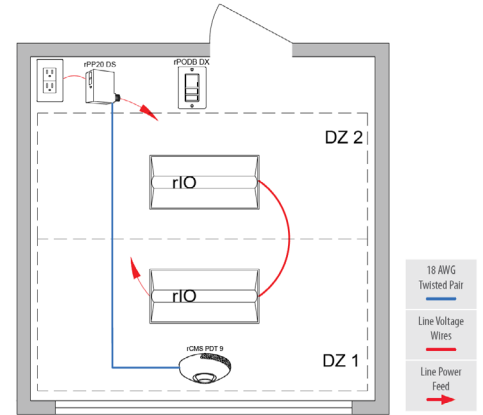 rPP20 DS
rPODB DX
DZ 2
rIO
rIO
rCMS PDT 9
DZ 1
18 AWG
Twisted Pair
Line Voltage
Wires
Line Power
Feed